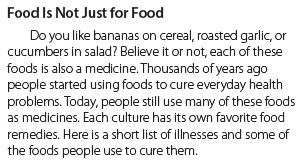 Food Is Not Just for Food
Do you like bananas on cereal, roasted garlic, or
cucumbers in salad? Believe it or not, each of these
foods is also a medicine. Thousands of years ago
people started using foods to cure everyday health
problems. Today, people still use many of these foods
as medicines. Each culture has its own favorite food
remedies. Here is a short list of illnesses and some of
the foods people use to cure them.